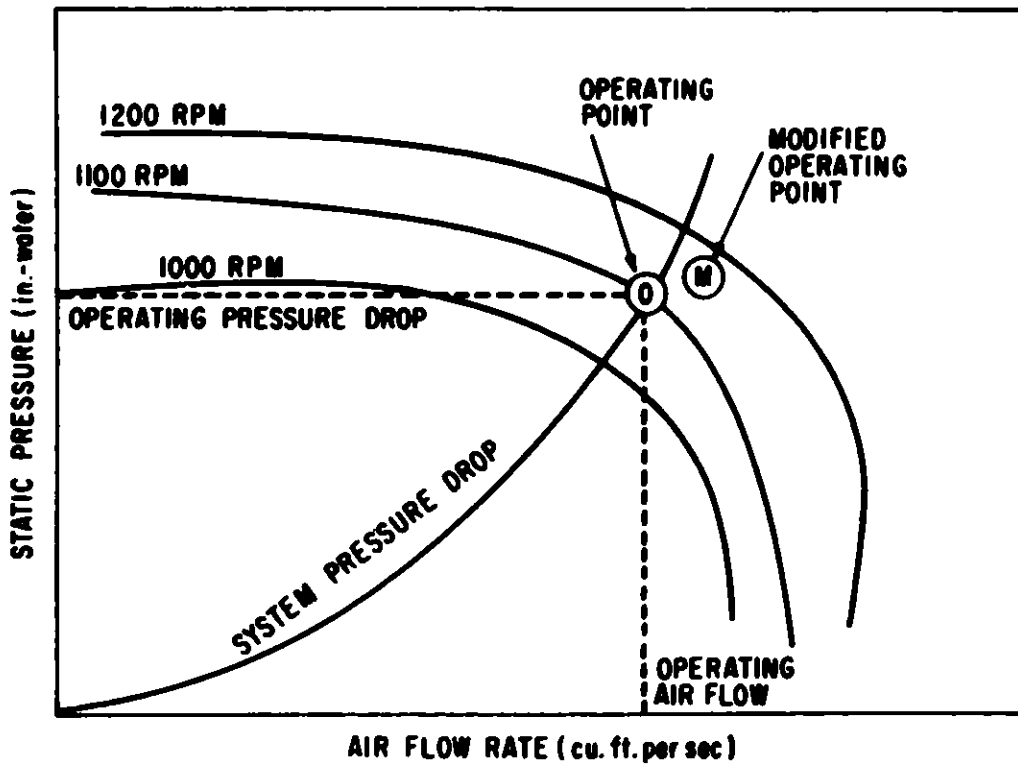 OPERATING
POINT
MODIFIED
OPERATING
POINT
1200 RPM
1100 RPM
1000 RPM
O
M
OPERATING PRESSURE DROP
SYSTEM PRESSURE DROP
OPERATING
AIR FLOW
STATIC PRESSURE (in.-water)
AIR FLOW RATE (cu. ft. per sec)